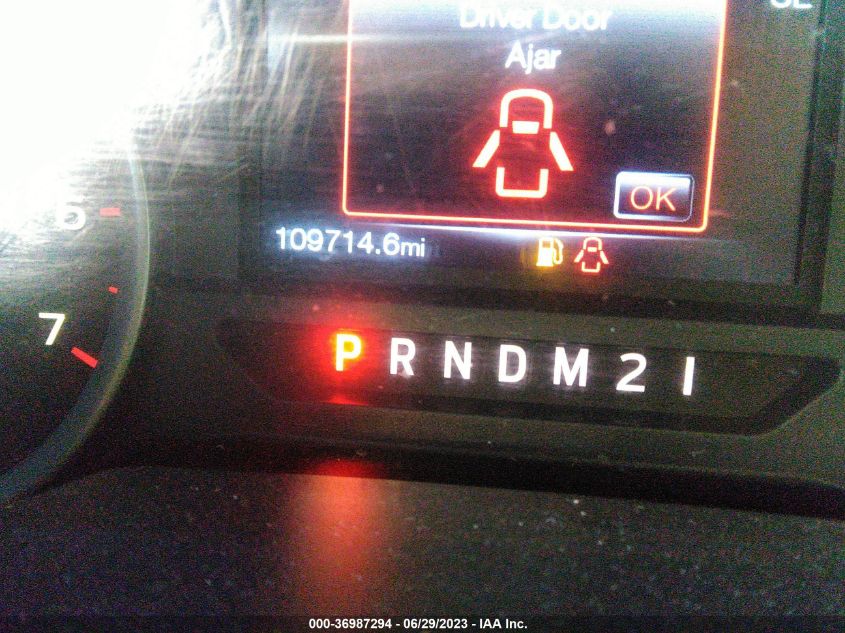 Driver Door
Ajar
OK
6
109714.6mi
7
P R N D M 2 1
000-36987294 - 06/29/2023 - IAA Inc.